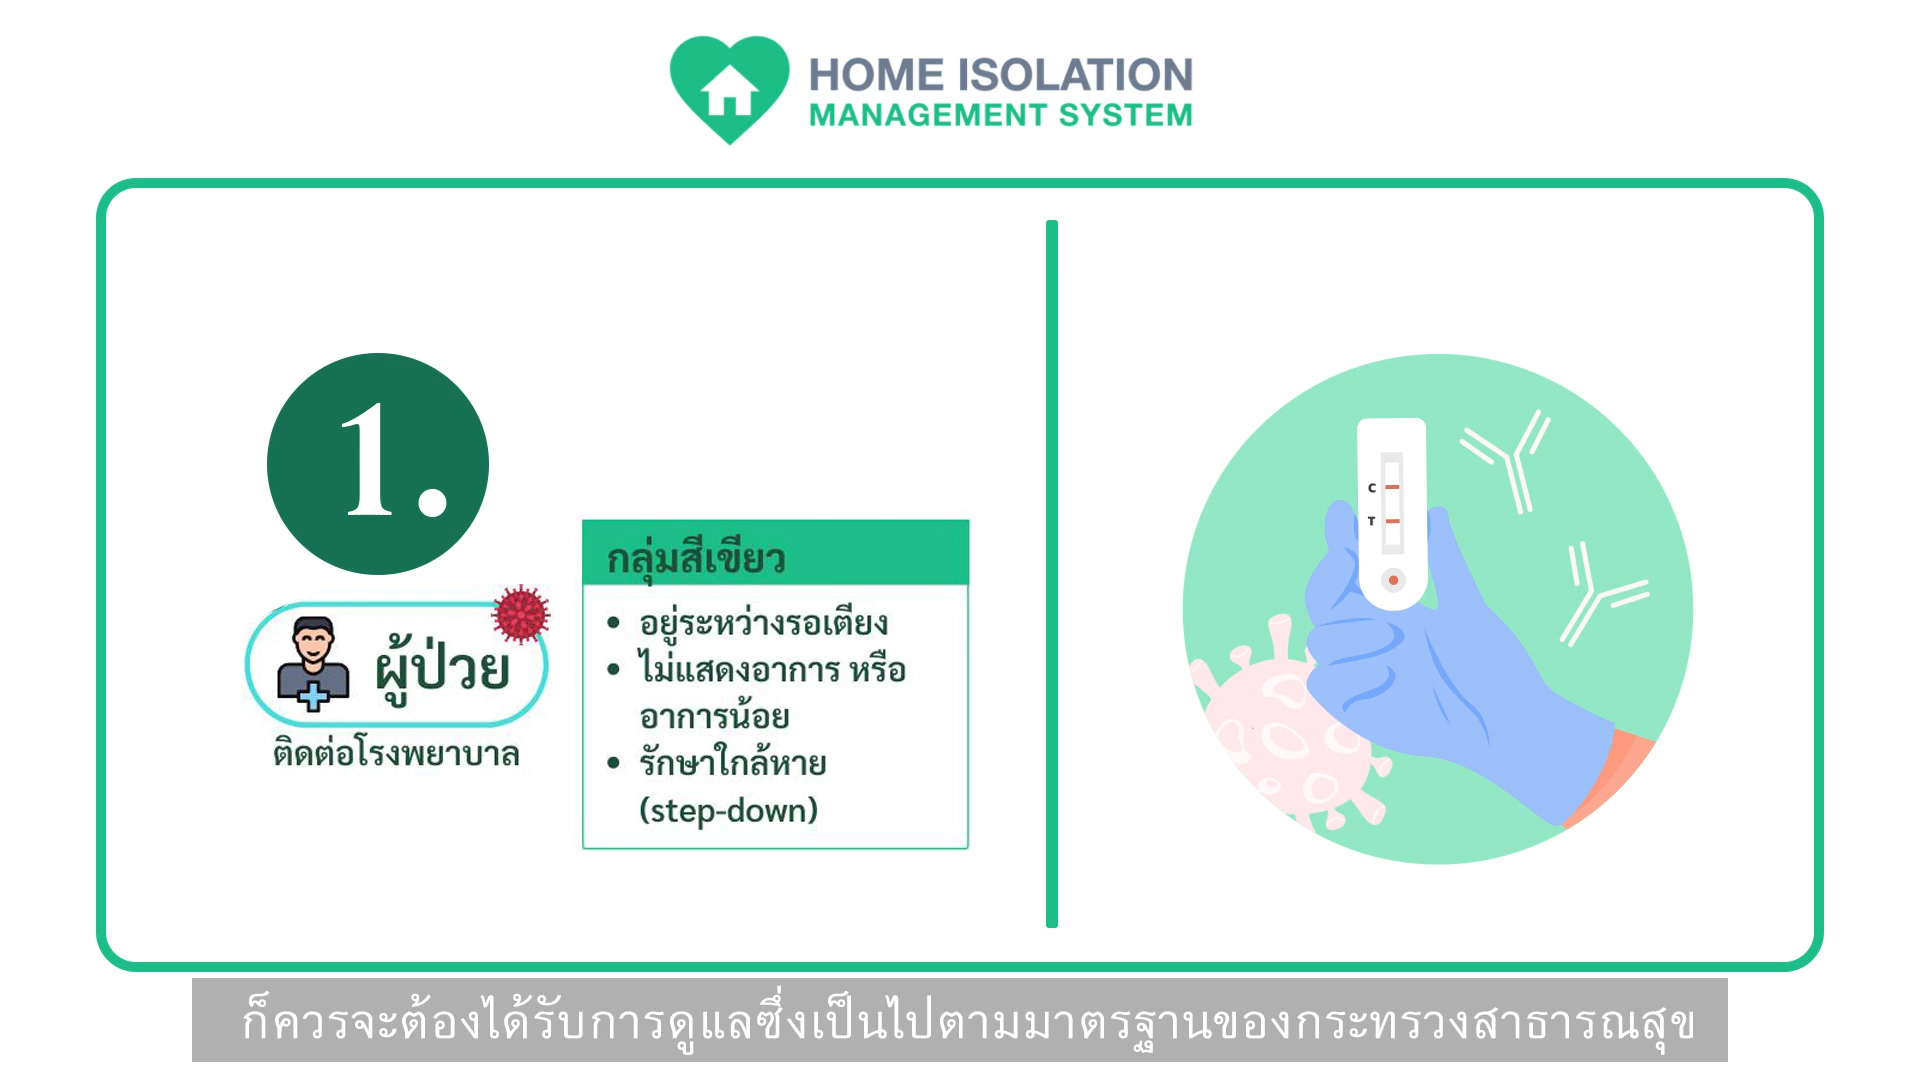 HOME ISOLATION
MANAGEMENT SYSTEM
1.
ผู้ป่วย
ติดต่อโรงพยาบาล
กลุ่มสีเขียว
• อยู่ระหว่างรอเตียง
• ไม่แสดงอาการ หรือ
อาการน้อย
• รักษาใกล้หาย
(step-down)
C
T
ก็ควรจะต้องได้รับการดูแลซึ่งเป็นไปตามมาตรฐานของกระทรวงสาธารณสุข